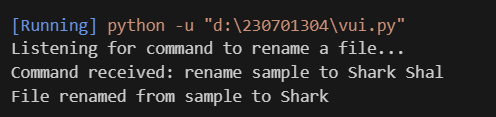 [Running] python -u "d:\230701304\vui.py"
Listening for command to rename a file...
Command received: rename sample to Shark Shal
File renamed from sample to Shark